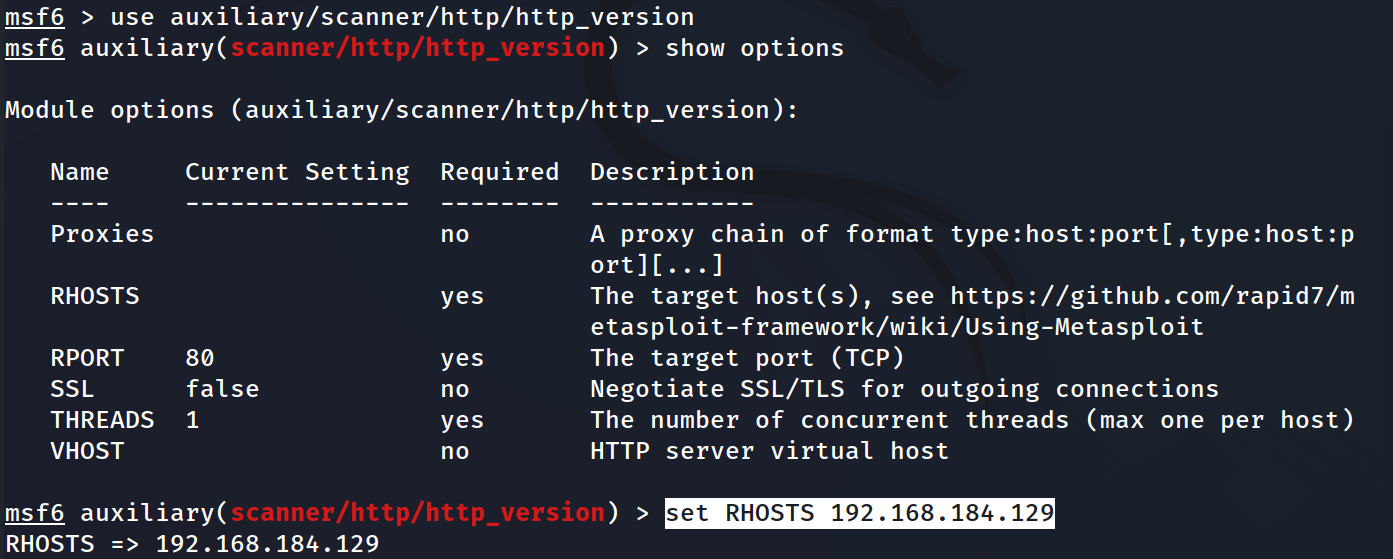 msf6 > use auxiliary/scanner/http/http_version
msf6 auxiliary(scanner/http/http_version) > show options
Module options (auxiliary/scanner/http/http_version):
Name     Current Setting  Required  Description
----     ---------------  --------  -----------
Proxies                   no        A proxy chain of format type:host:port[,type:host:p
ort][...]
RHOSTS                    yes       The target host(s), see https://github.com/rapid7/m
etasploit-framework/wiki/Using-Metasploit
RPORT    80               yes       The target port (TCP)
SSL      false            no        Negotiate SSL/TLS for outgoing connections
THREADS  1                yes       The number of concurrent threads (max one per host)
VHOST                     no        HTTP server virtual host
msf6 auxiliary(scanner/http/http_version) > set RHOSTS 192.168.184.129
RHOSTS => 192.168.184.129